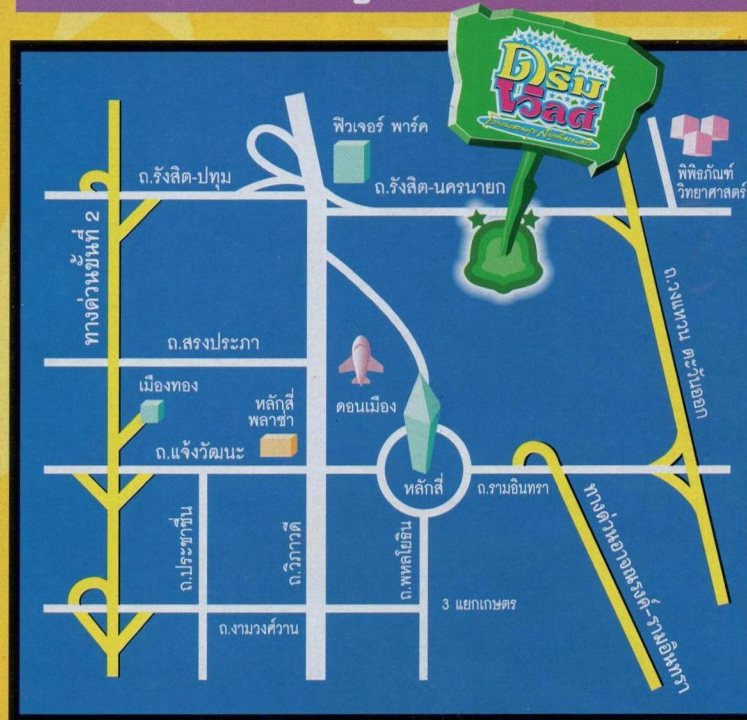 ดรีม
เวิลด์
ฟิวเจอร์ พาร์ค
พิพิธภัณฑ์
วิทยาศาสตร์
ถ.รังสิต-ปทุม
ถ.รังสิต-นครนายก
ทางด่วนขั้นที่ 2
ถ.วงแหวน ตะวันออก
ถ.สรงประภา
เมืองทอง
หลักสี่
พลาซ่า
ดอนเมือง
ถ.แจ้งวัฒนะ
หลักสี่
ถ.รามอินทรา
ถ.ประชาชื่น
ถ.วิภาวดี
ถ.พหลโยธิน
ทางด่วนอาจณรงค์-รามอินทรา
3 แยกเกษตร
ถ.งามวงศ์วาน